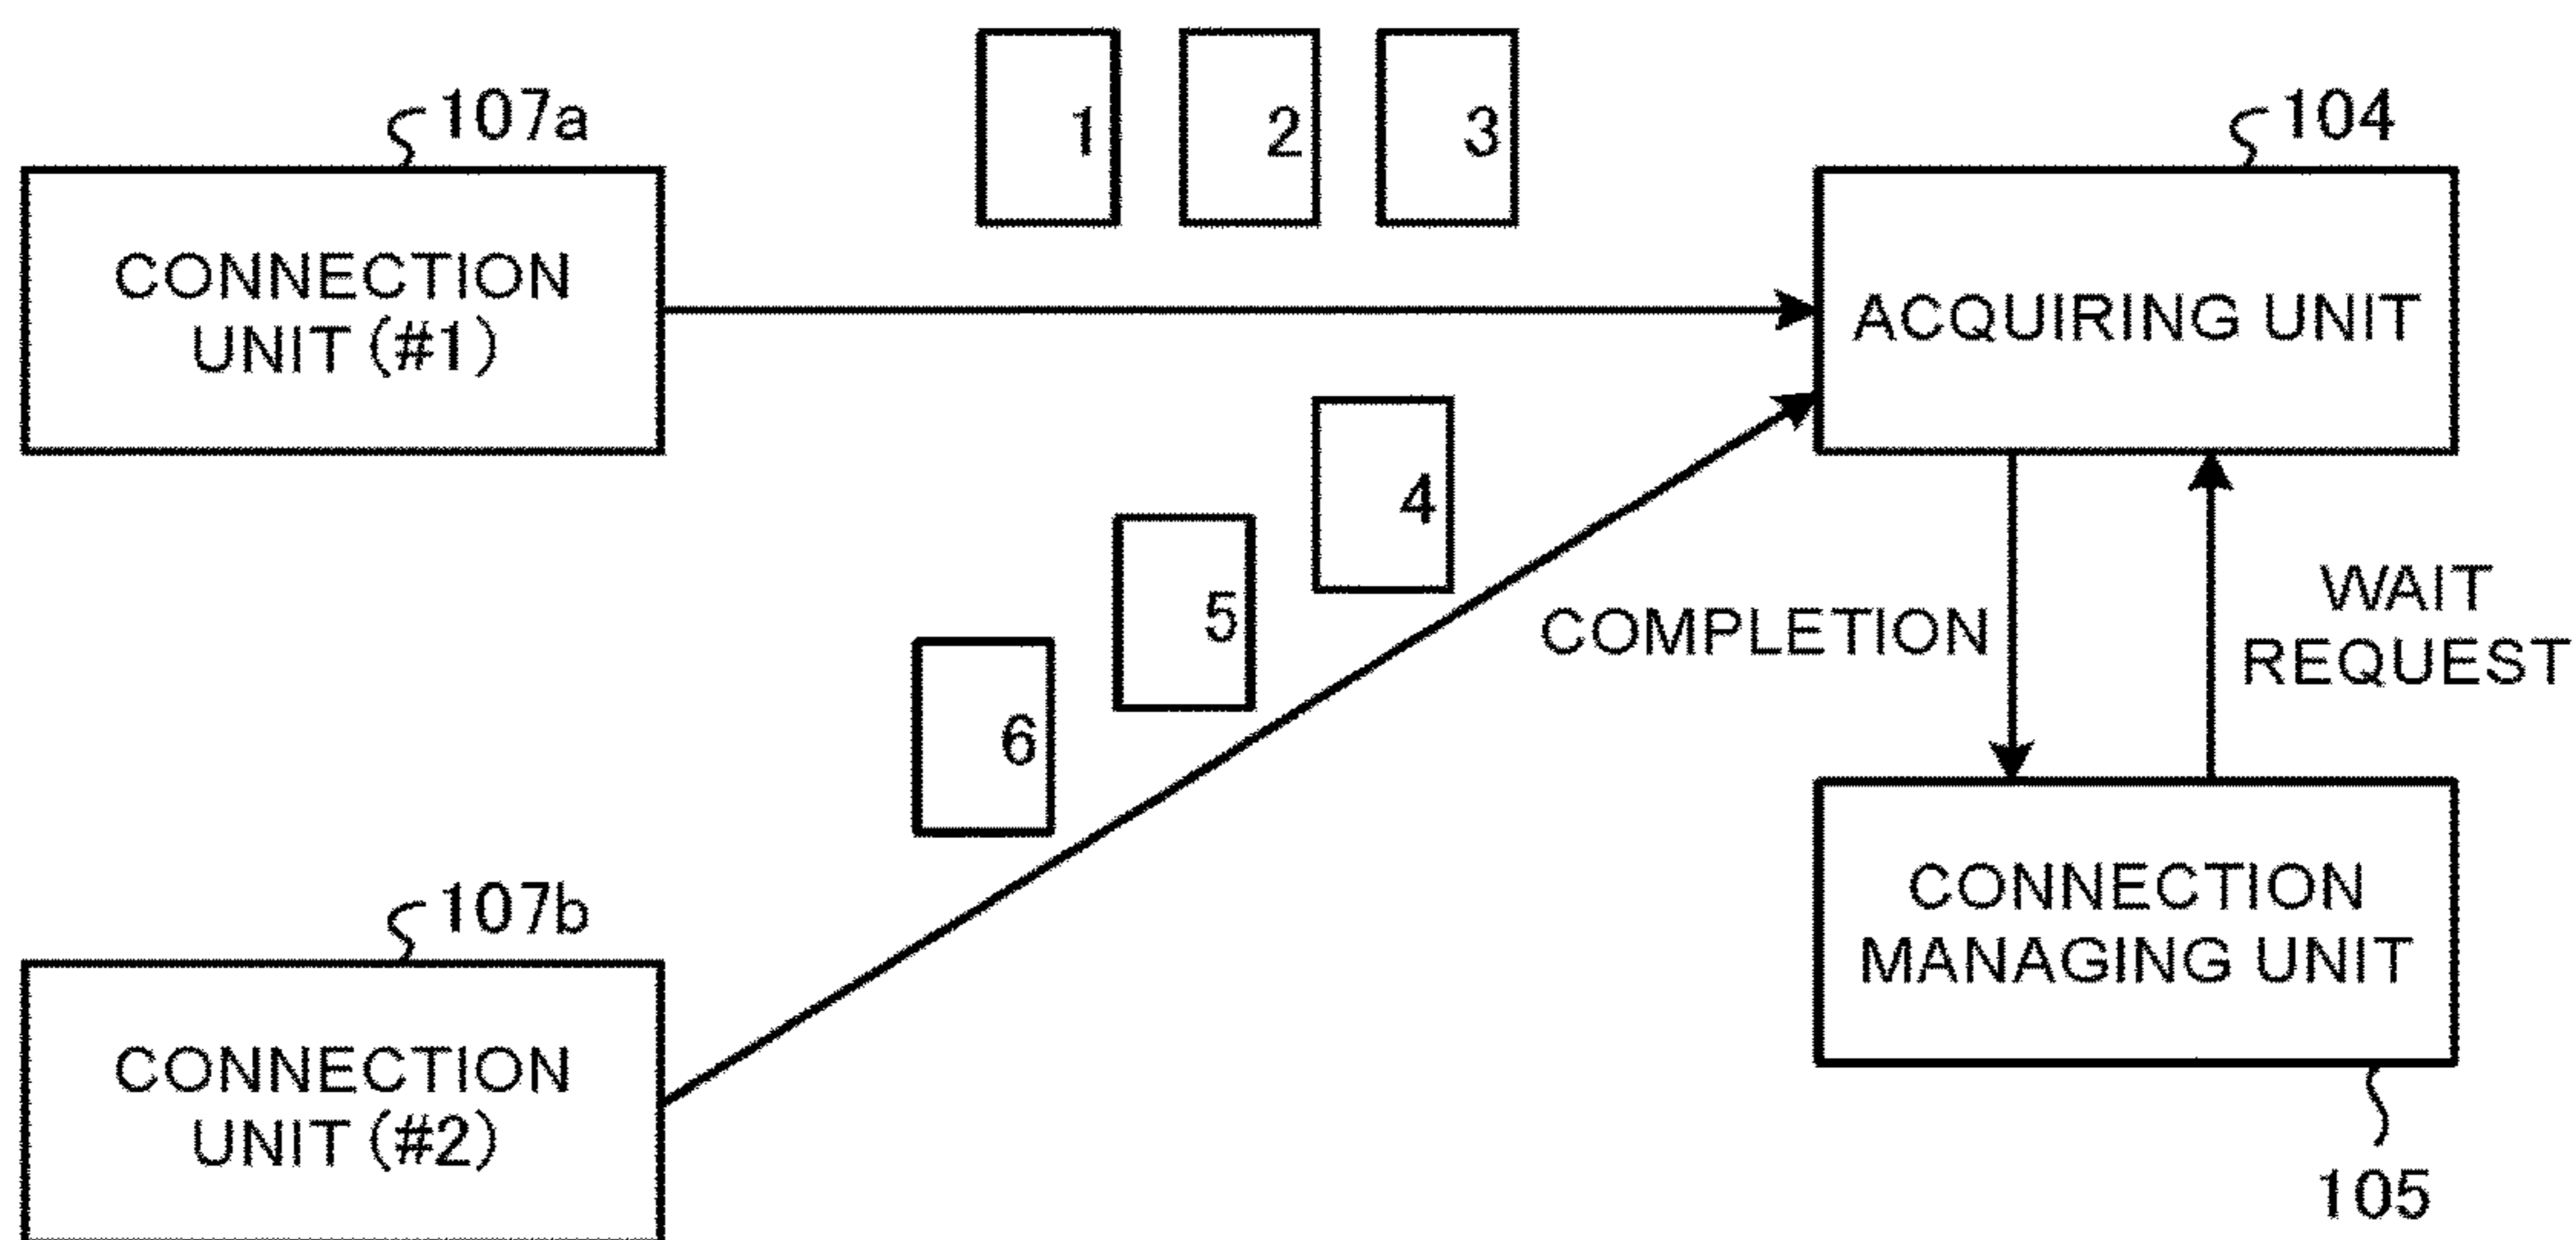 1
2
3
107a
104
CONNECTION
UNIT (#1)
ACQUIRING UNIT
4
5
6
COMPLETION
WAIT
REQUEST
107b
CONNECTION
UNIT (#2)
CONNECTION
MANAGING UNIT
105